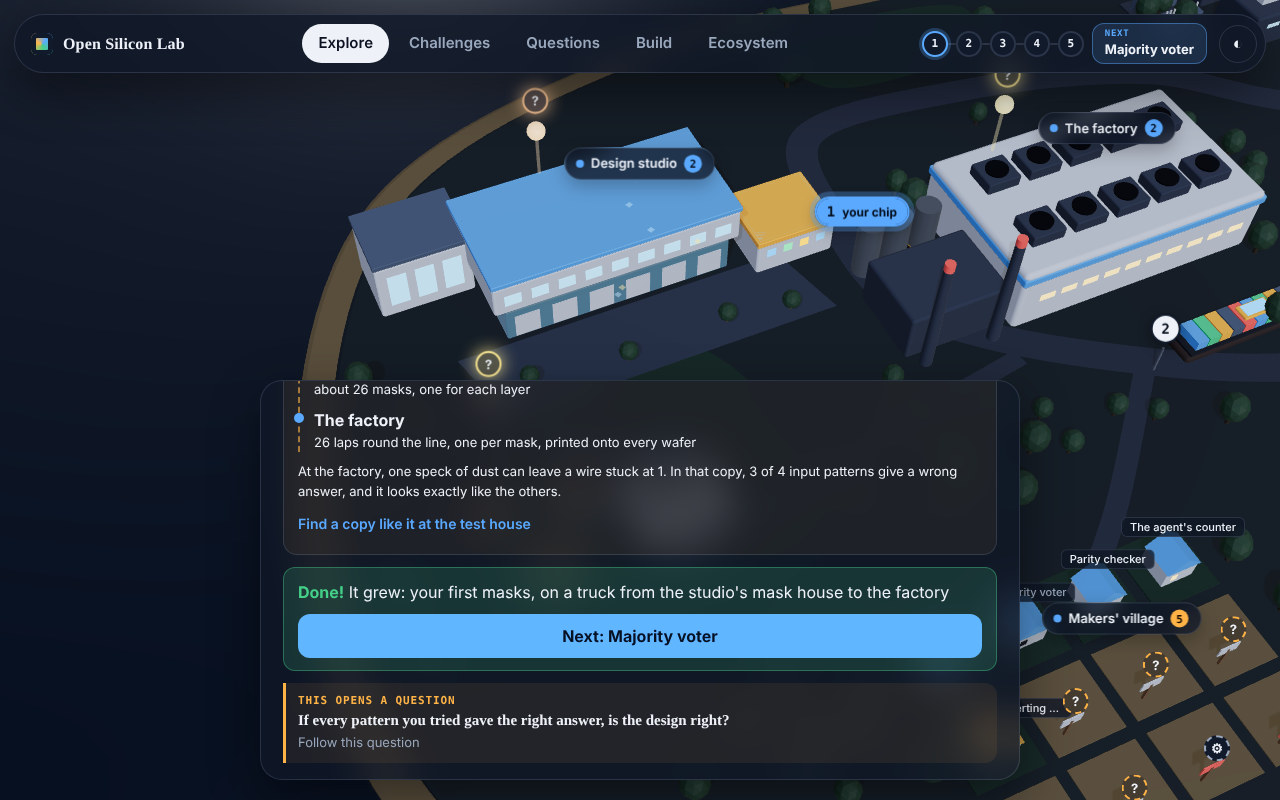 Open Silicon Lab
Explore
Challenges
Questions
Build
Ecosystem
1 2 3 4 5
NEXT
Majority voter
?
?
The factory 2
Design studio 2
1 your chip
2
?
about 26 masks, one for each layer
The factory
26 laps round the line, one per mask, printed onto every wafer
At the factory, one speck of dust can leave a wire stuck at 1. In that copy, 3 of 4 input patterns give a wrong
answer, and it looks exactly like the others.
Find a copy like it at the test house
The agent's counter
Parity checker
rity voter
Makers' village 5
Done! It grew: your first masks, on a truck from the studio's mask house to the factory
Next: Majority voter
?
?
?
erting ...
THIS OPENS A QUESTION
If every pattern you tried gave the right answer, is the design right?
Follow this question
?